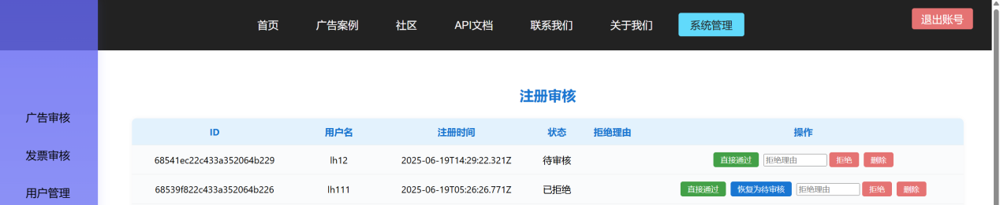 首页 广告案例 社区 API文档 联系我们 关于我们 系统管理 退出账号
注册审核
广告审核
发票审核
用户管理
ID 用户名 注册时间 状态 拒绝理由 操作
68541ec22c433a352064b229 lh12 2025-06-19T14:29:22.321Z 待审核 直接通过 拒绝理由 拒绝 删除
68539f822c433a352064b226 lh111 2025-06-19T05:26:26.771Z 已拒绝 直接通过 恢复为待审核 拒绝理由 拒绝 删除